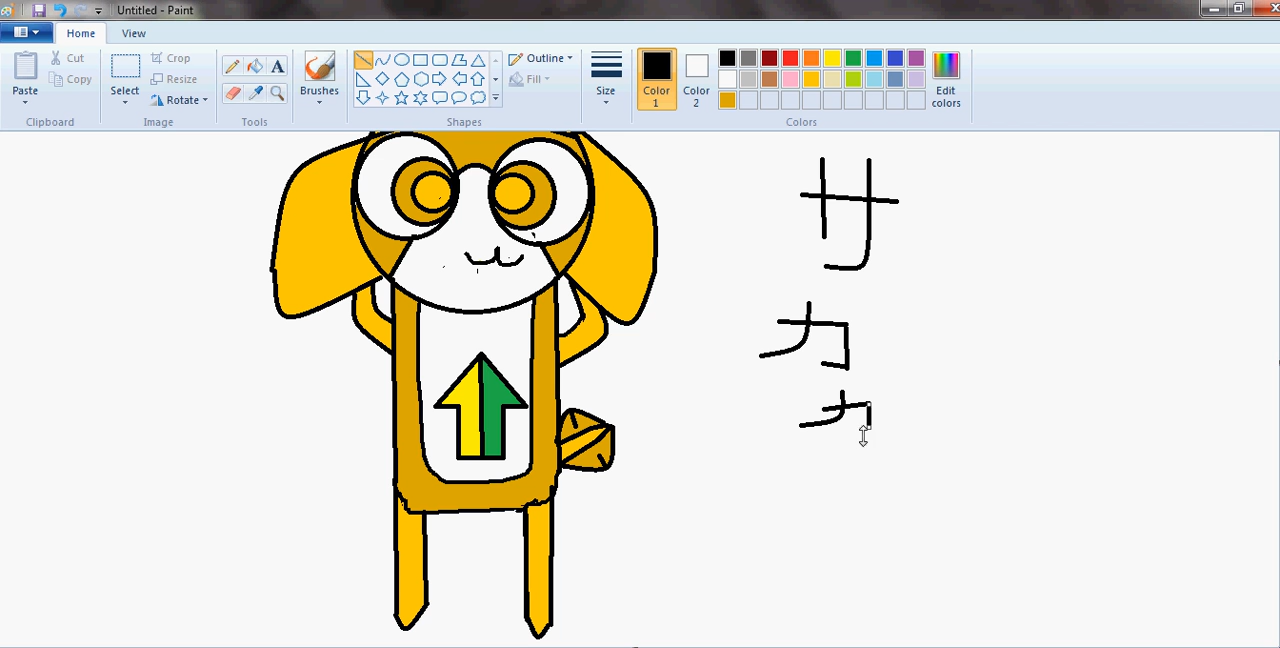 Untitled - Paint
Home View
Paste
Cut
Copy
Clipboard
Select
Crop
Resize
Rotate
Image
A
Tools
Brushes
Outline
Fill
Shapes
Size
Color 1
Color 2
Edit colors
Colors
サ
カ
カ